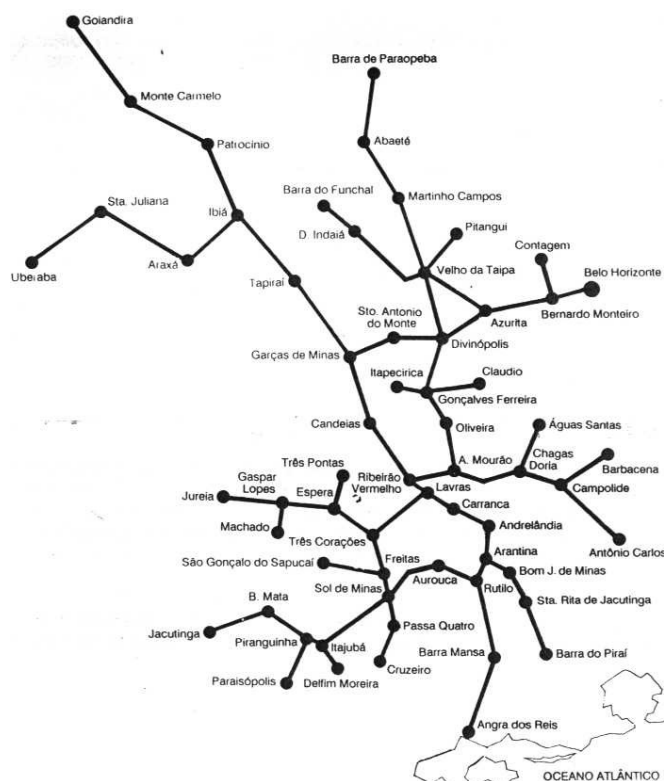 Goiandira
Barra de Paraopeba
Monte Carmelo
Abaeté
Patrocínio
Barra do Funchal
Martinho Campos
Sta. Juliana
Ibiá
Pitangui
D. Indaiá
Contagem
Uberaba
Araxá
Velho da Taipa
Belo Horizonte
Tapiraí
Sto. Antonio
do Monte
Azurita
Bernardo Monteiro
Garças de Minas
Divinópolis
Itapecirica
Claudio
Gonçalves Ferreira
Candeias
Oliveira
Águas Santas
Três Pontas
Ribeirão
Vermelho
A. Mourão
Chagas
Doria
Barbacena
Gaspar
Lopes
Espera
Lavras
Campolide
Jureia
Carranca
Machado
Andrelândia
Três Corações
Arantina
Antônio Carlos
São Gonçalo do Sapucaí
Freitas
Aurouca
Bom J. de Minas
Sol de Minas
Rutilo
B. Mata
Sta. Rita de Jacutinga
Passa Quatro
Jacutinga
Piranguinha
Itajubá
Barra Mansa
Barra do Piraí
Cruzeiro
Paraisópolis
Delfim Moreira
Angra dos Reis
OCEANO ATLÂNTICO